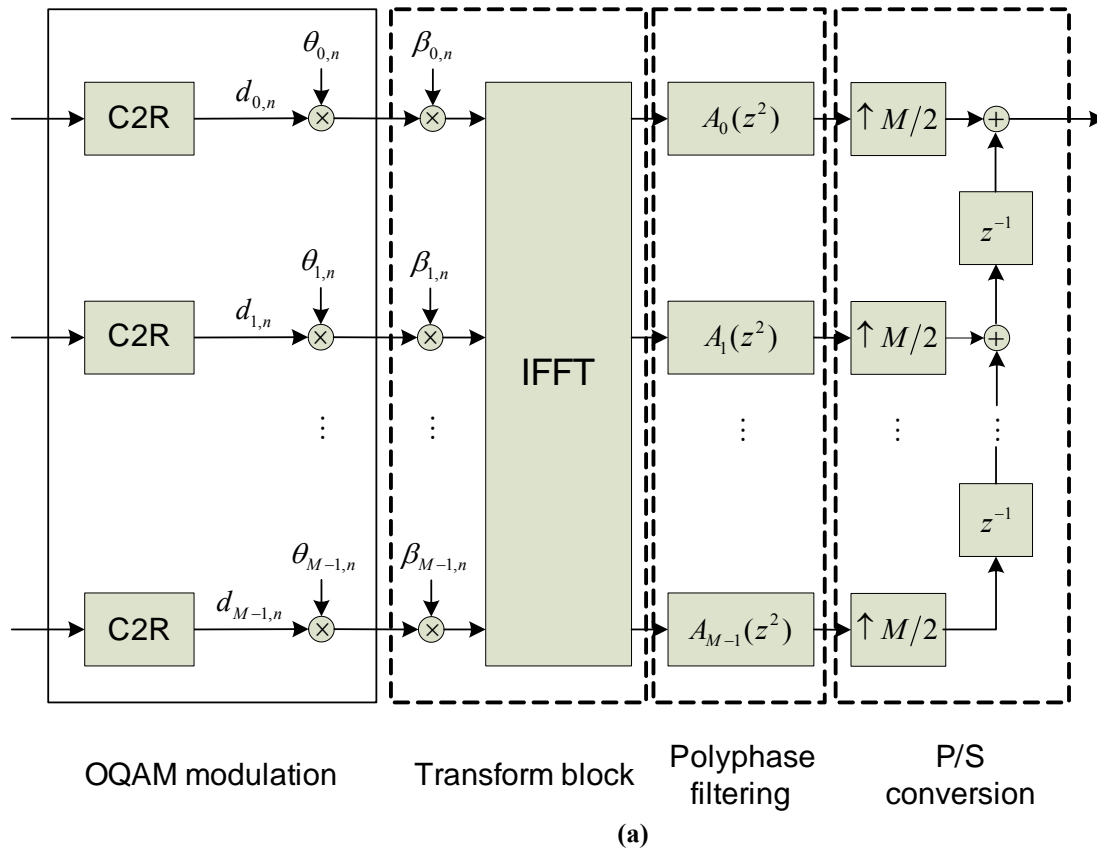 θ_{0,n} β_{0,n}
C2R d_{0,n} × × A_0(z^2) ↑ M/2 +
z^{-1}
θ_{1,n} β_{1,n}
C2R d_{1,n} × × IFFT A_1(z^2) ↑ M/2 +
⋮ ⋮ ⋮ ⋮ ⋮
z^{-1}
θ_{M-1,n} β_{M-1,n}
C2R d_{M-1,n} × × A_{M-1}(z^2) ↑ M/2
OQAM modulation
Transform block
Polyphase
filtering
P/S
conversion
(a)